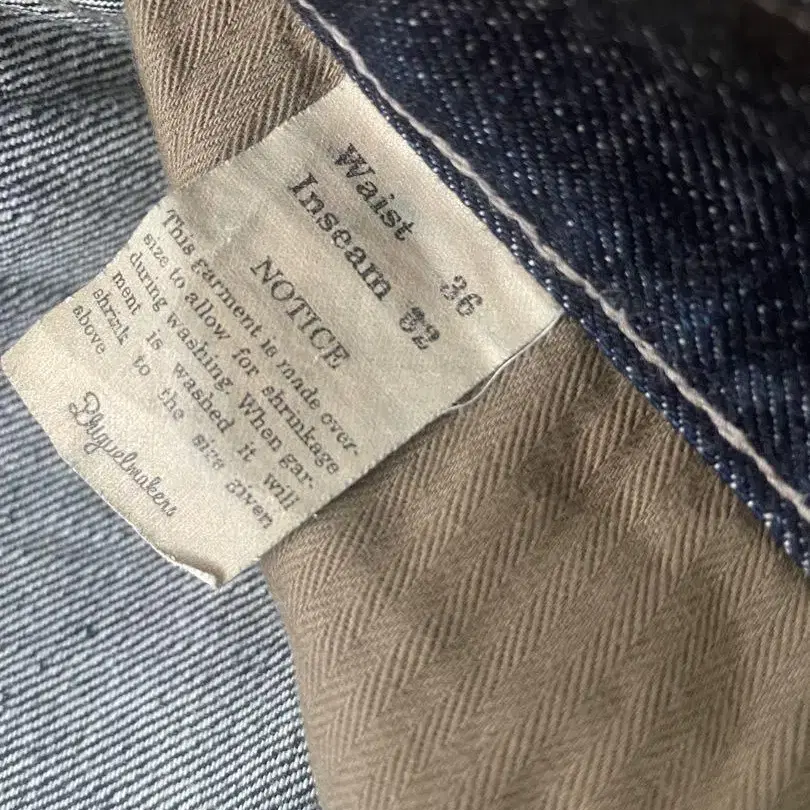 Waist 36
Inseam 32
NOTICE
This garment is made over-
size to allow for shrinkage
during washing. When gar-
ment is washed it will
shrink to the size given
above